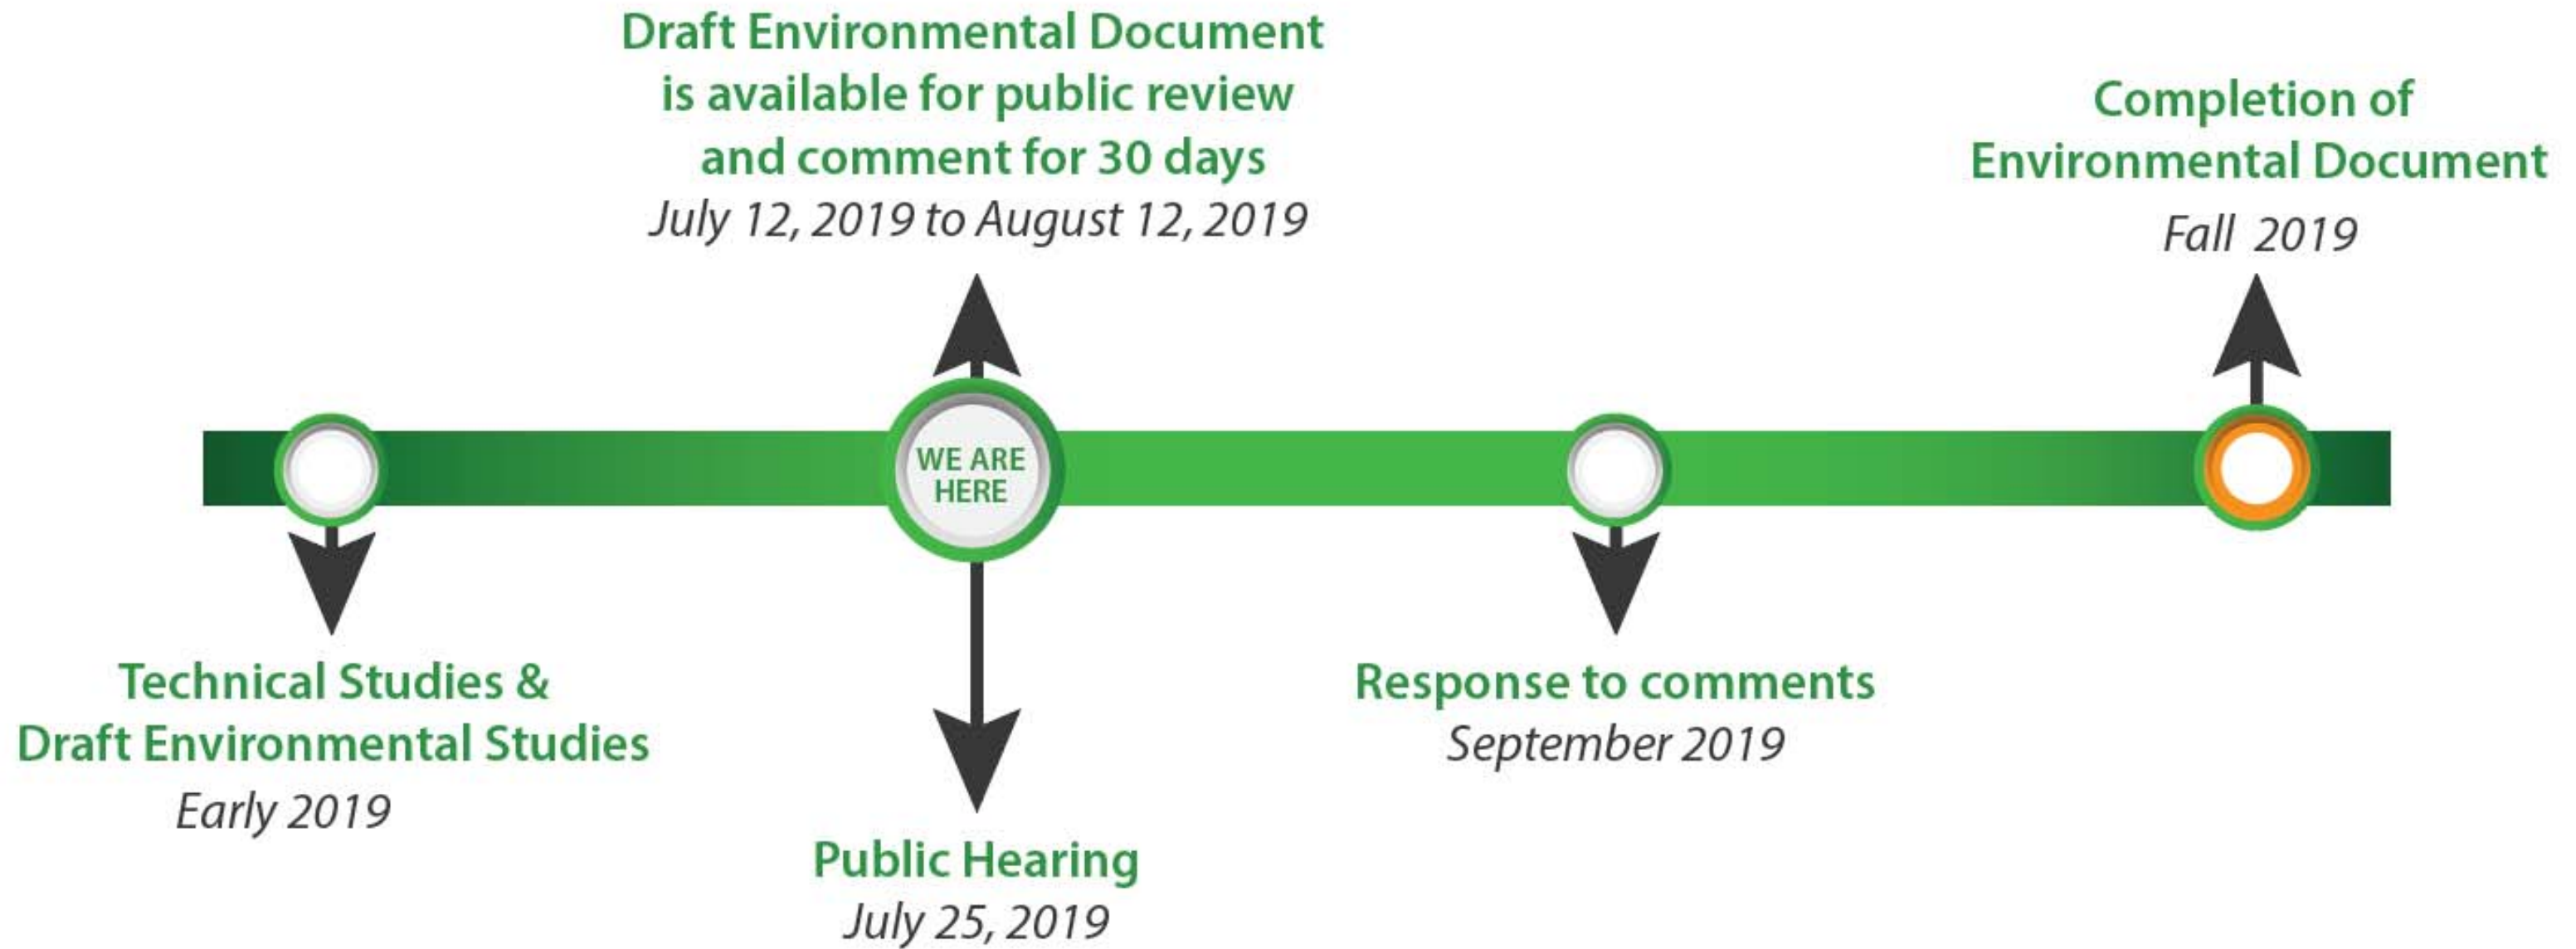 Technical Studies &
Draft Environmental Studies
Early 2019
Draft Environmental Document
is available for public review
and comment for 30 days
July 12, 2019 to August 12, 2019
WE ARE
HERE
Public Hearing
July 25, 2019
Response to comments
September 2019
Completion of
Environmental Document
Fall 2019